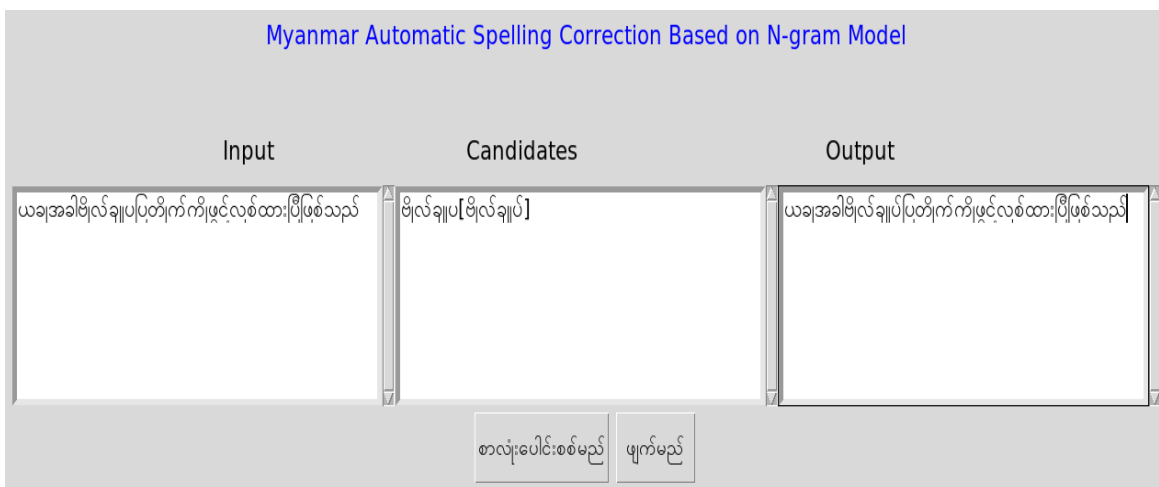 Myanmar Automatic Spelling Correction Based on N-gram Model
Input Candidates Output
ယခုအခါဗိုလ်ချူပပြတိုက်ကိုဖွင့်လှစ်ထားပြီဖြစ်သည် ဗိုလ်ချူပ[ဗိုလ်ချုပ်] ယခုအခါဗိုလ်ချုပ်ပြတိုက်ကိုဖွင့်လှစ်ထားပြီဖြစ်သည်
စာလုံးပေါင်းစစ်မည် ဖျက်မည်